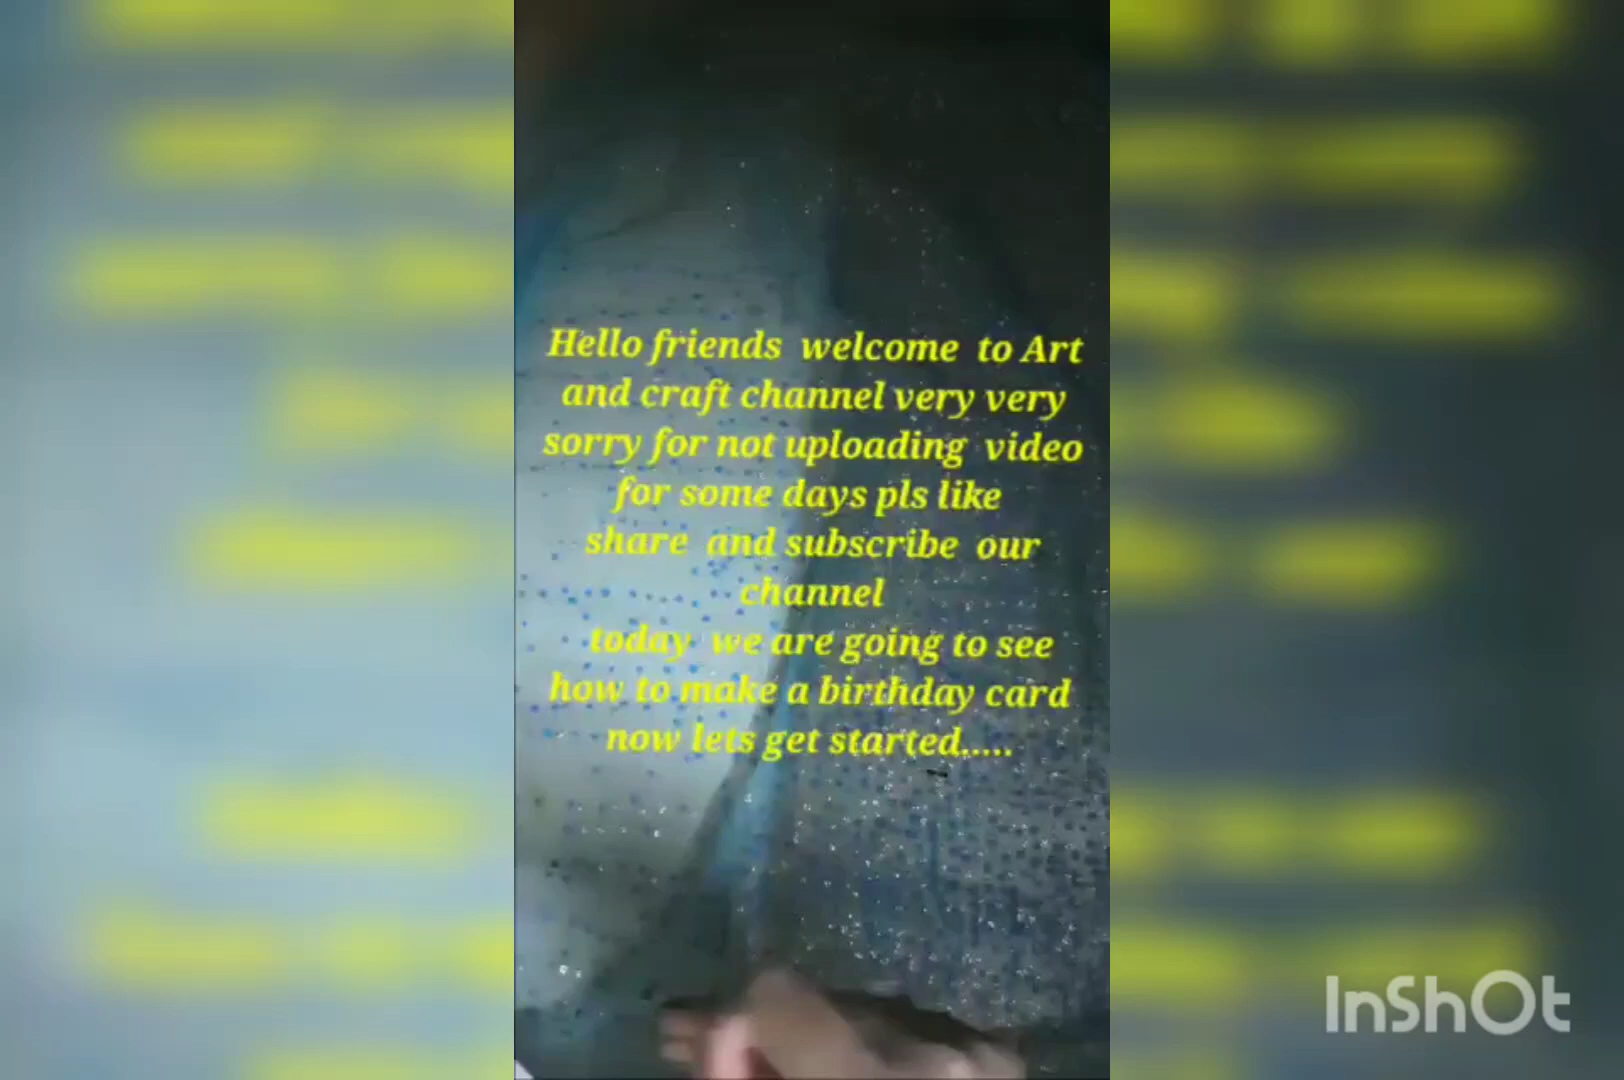 Hello friends welcome to Art
and craft channel very very
sorry for not uploading video
for some days pls like
share and subscribe our
channel
today we are going to see
how to make a birthday card
now lets get started.....
InShOt